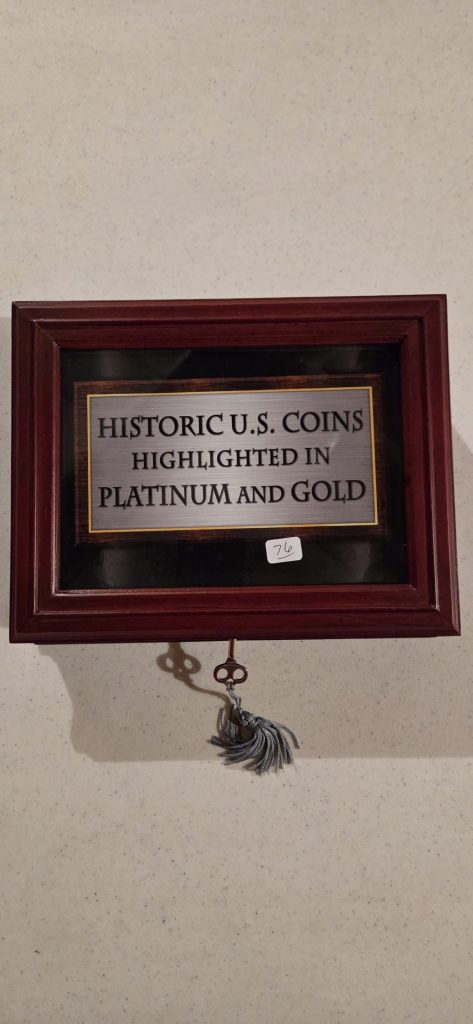 HISTORIC U.S. COINS
HIGHLIGHTED IN
PLATINUM AND GOLD
76